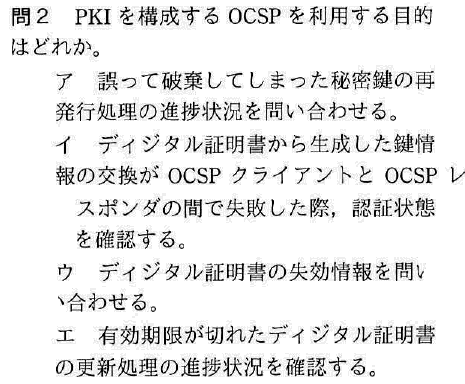 問２　PKI を構成する OCSP を利用する目的
はどれか。
ア　誤って破棄してしまった秘密鍵の再
発行処理の進捗状況を問い合わせる。
イ　ディジタル証明書から生成した鍵情
報の交換が OCSP クライアントと OCSP レ
スポンダの間で失敗した際，認証状態
を確認する。
ウ　ディジタル証明書の失効情報を問い
合わせる。
エ　有効期限が切れたディジタル証明書
の更新処理の進捗状況を確認する。